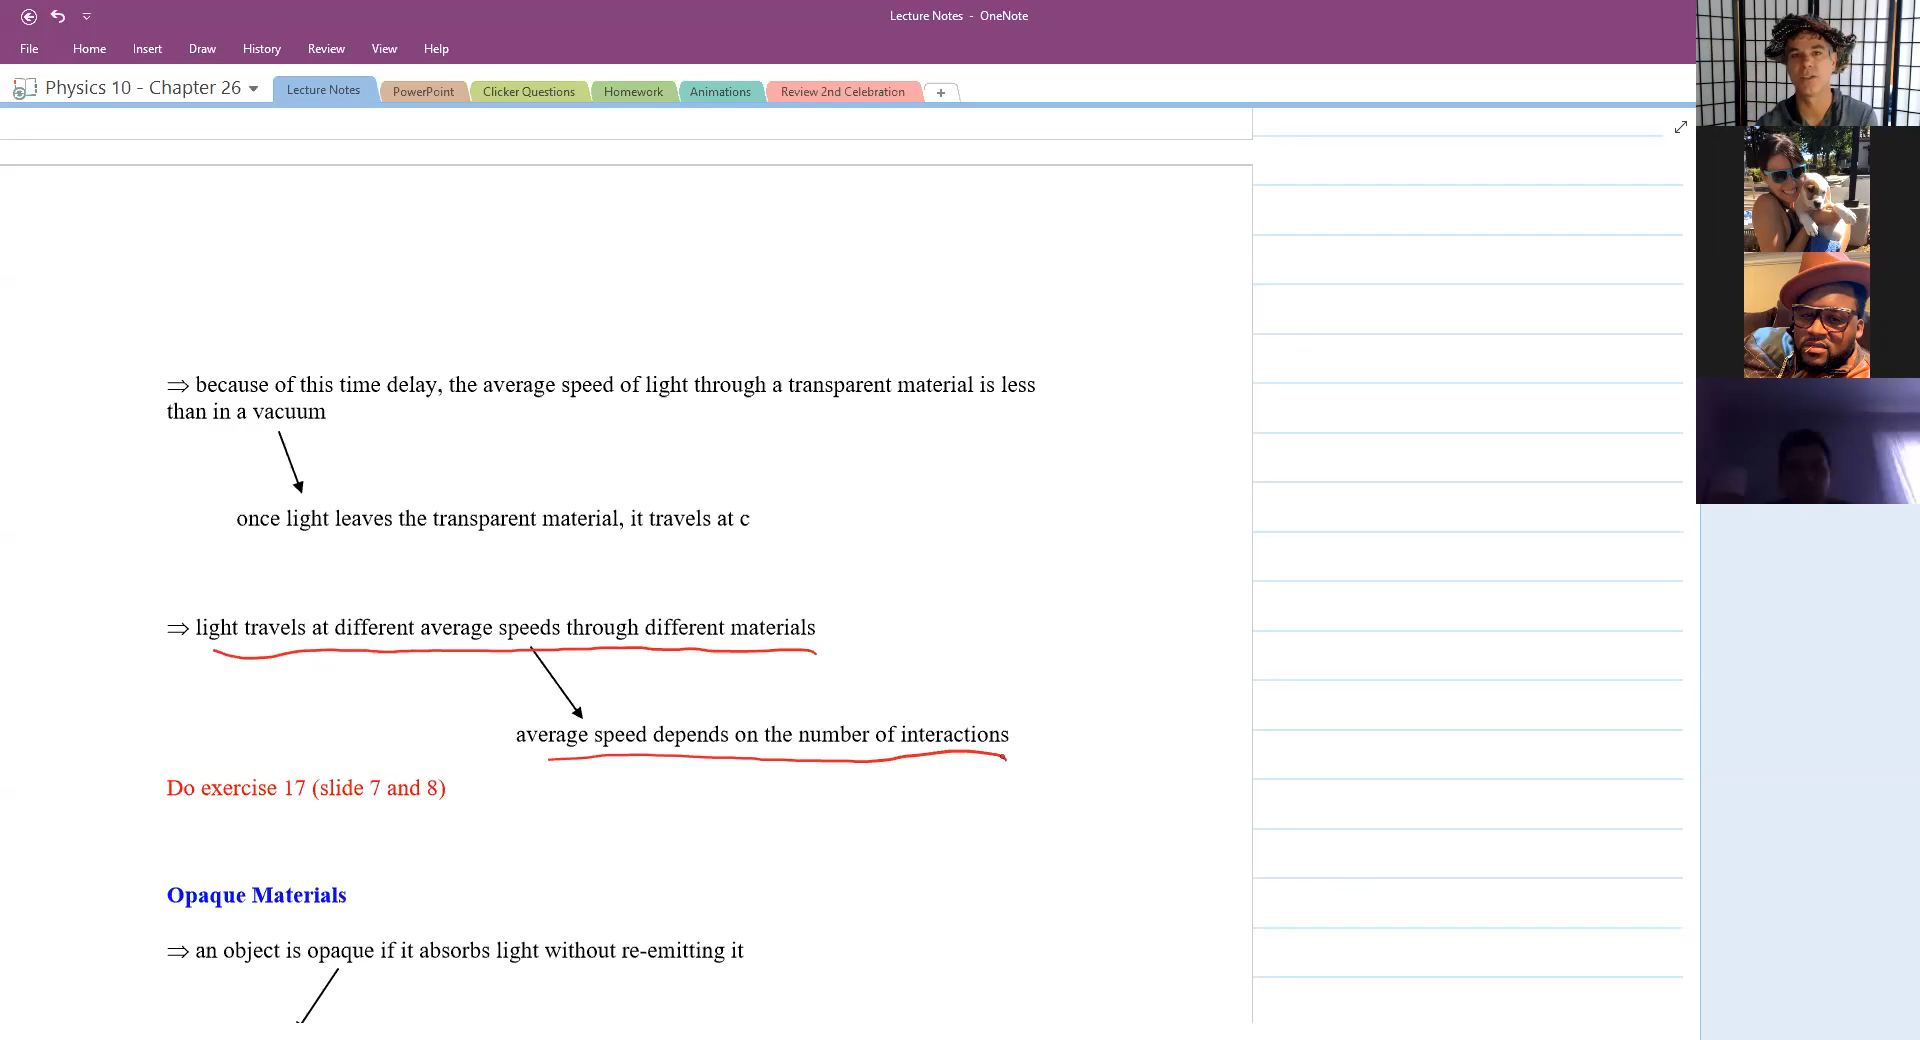 Lecture Notes - OneNote
File Home Insert Draw History Review View Help
Physics 10 - Chapter 26 Lecture Notes PowerPoint Clicker Questions Homework Animations Review 2nd Celebration +
⇒ because of this time delay, the average speed of light through a transparent material is less
than in a vacuum
once light leaves the transparent material, it travels at c
⇒ light travels at different average speeds through different materials
average speed depends on the number of interactions
Do exercise 17 (slide 7 and 8)
Opaque Materials
⇒ an object is opaque if it absorbs light without re-emitting it